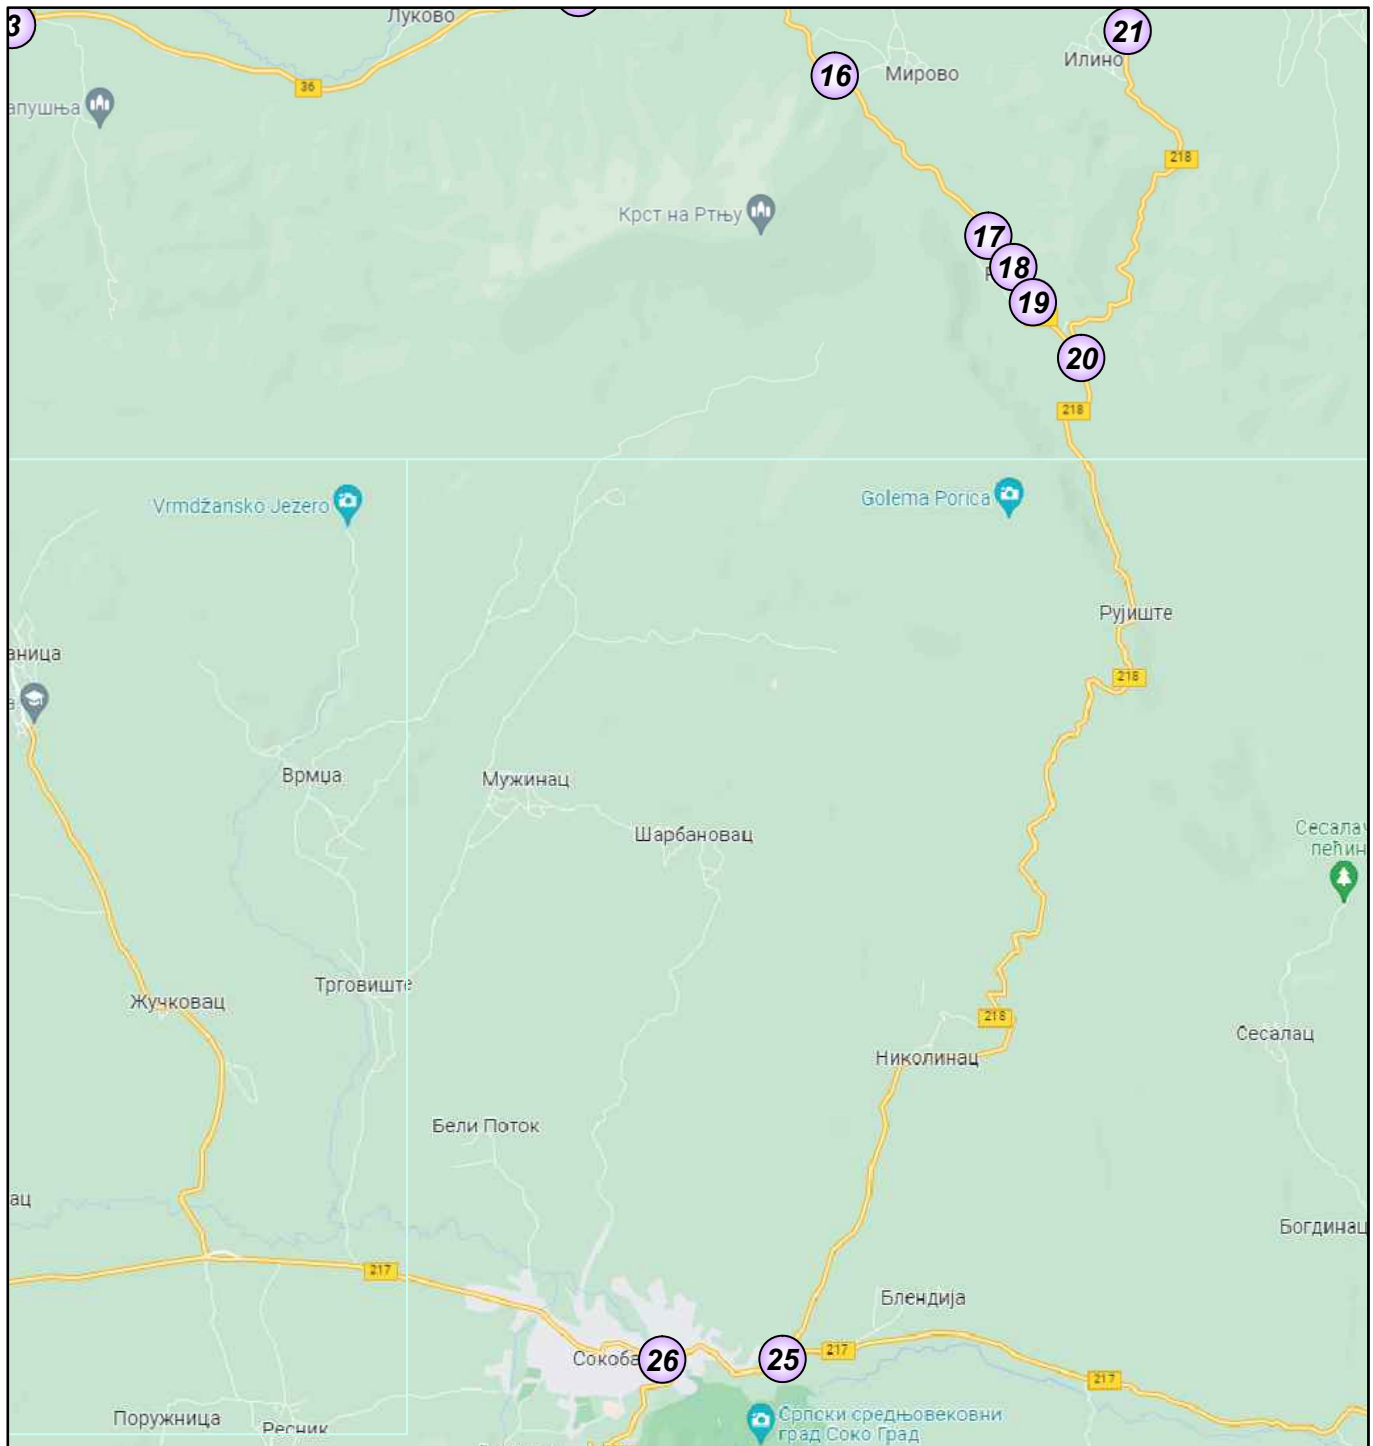 3
Луково
21
16
Мирово
Илино
36
апушња
218
Крст на Ртњу
17
18
19
20
218
Vrmdžansko Jezero
Golema Porica
Рујиште
аница
218
а
Врмџа
Мужинац
Шарбановац
Сесалач
пећин
Трговиште
Жучковац
218
Сесалац
Николинац
Бели Поток
ац
Богдинац
217
Блендија
Сокоба
26
25
217
217
Поружница
Ресник
Српски средњовековни
град Соко Град